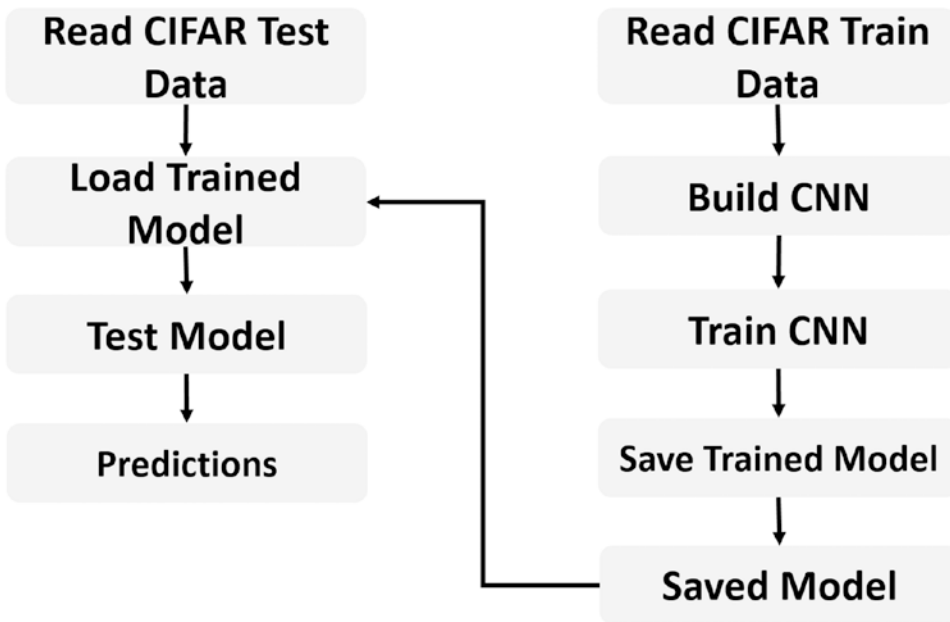 Read CIFAR Test
Data
Load Trained
Model
Test Model
Predictions
Read CIFAR Train
Data
Build CNN
Train CNN
Save Trained Model
Saved Model